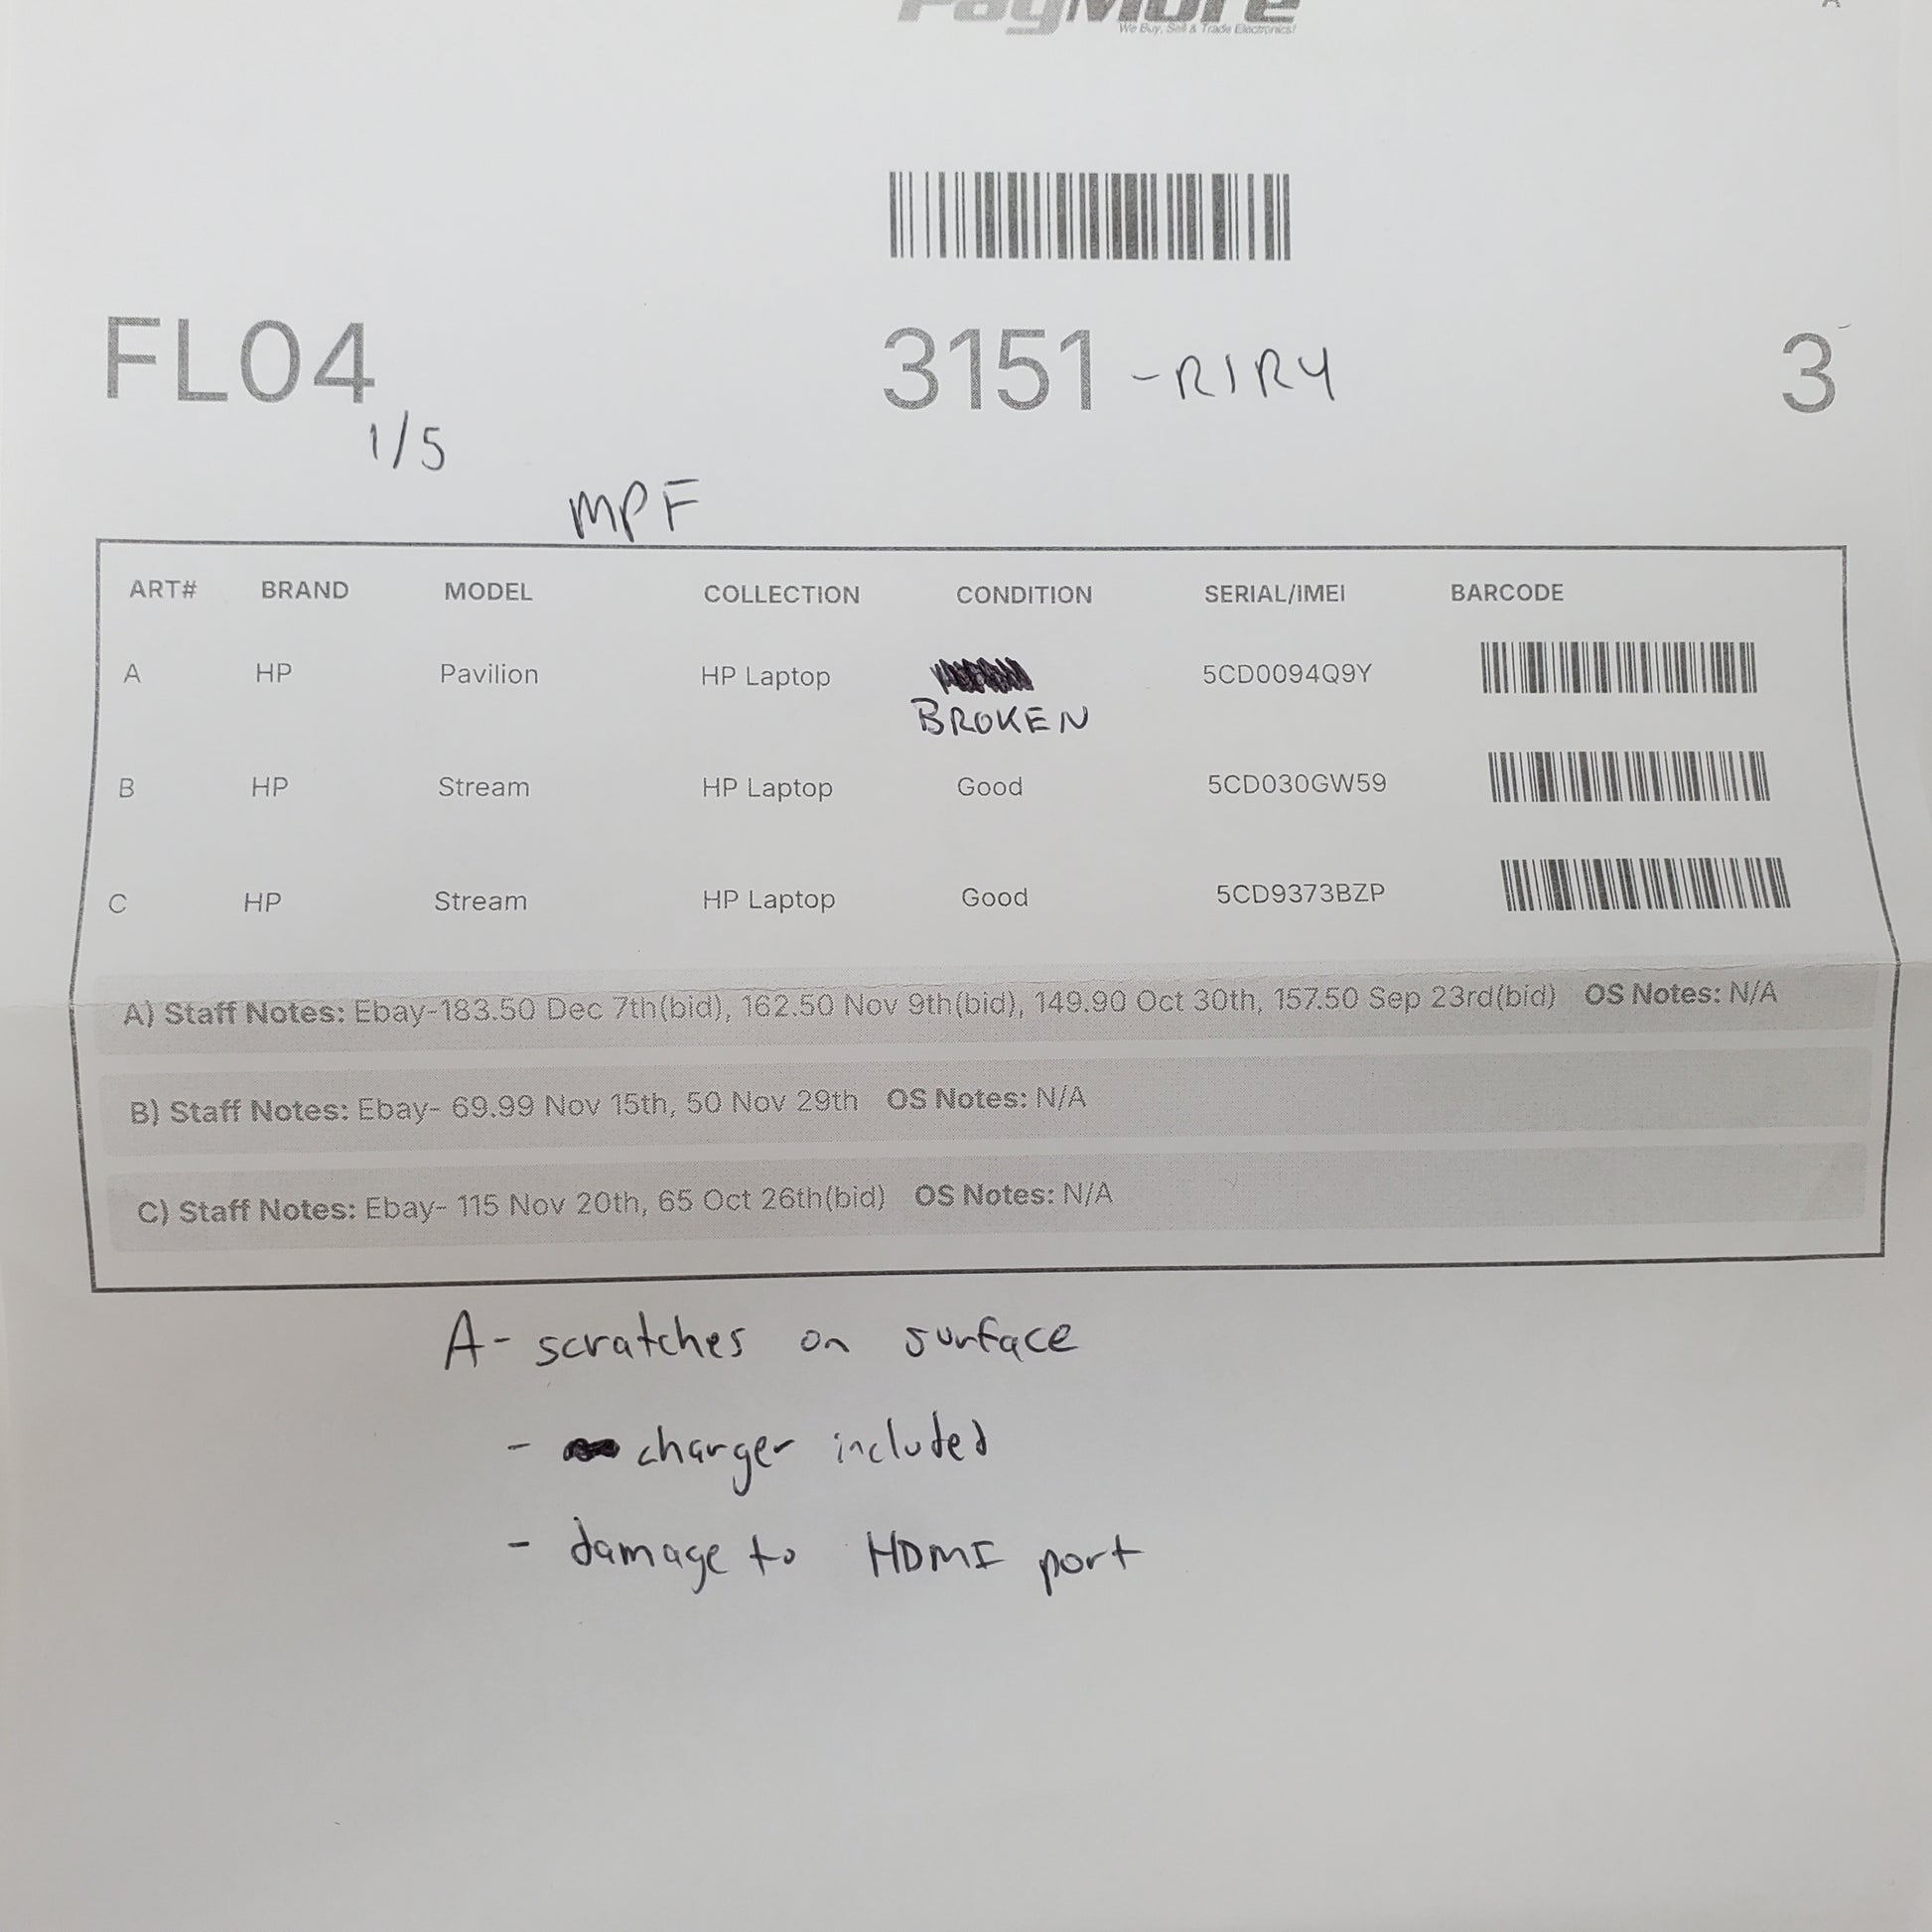 PayMore
We Buy, Sell & Trade Electronics!
FL04 3151 -R1R4 3
1/5
MPF
ART# BRAND MODEL COLLECTION CONDITION SERIAL/IMEI BARCODE
A HP Pavilion HP Laptop 5CD0094Q9Y
BROKEN
B HP Stream HP Laptop Good 5CD030GW59
C HP Stream HP Laptop Good 5CD9373BZP
A) Staff Notes: Ebay-183.50 Dec 7th(bid), 162.50 Nov 9th(bid), 149.90 Oct 30th, 157.50 Sep 23rd(bid) OS Notes: N/A
B) Staff Notes: Ebay- 69.99 Nov 15th, 50 Nov 29th OS Notes: N/A
C) Staff Notes: Ebay- 115 Nov 20th, 65 Oct 26th(bid) OS Notes: N/A
A- scratches on surface
- charger included
- damage to HDMI port